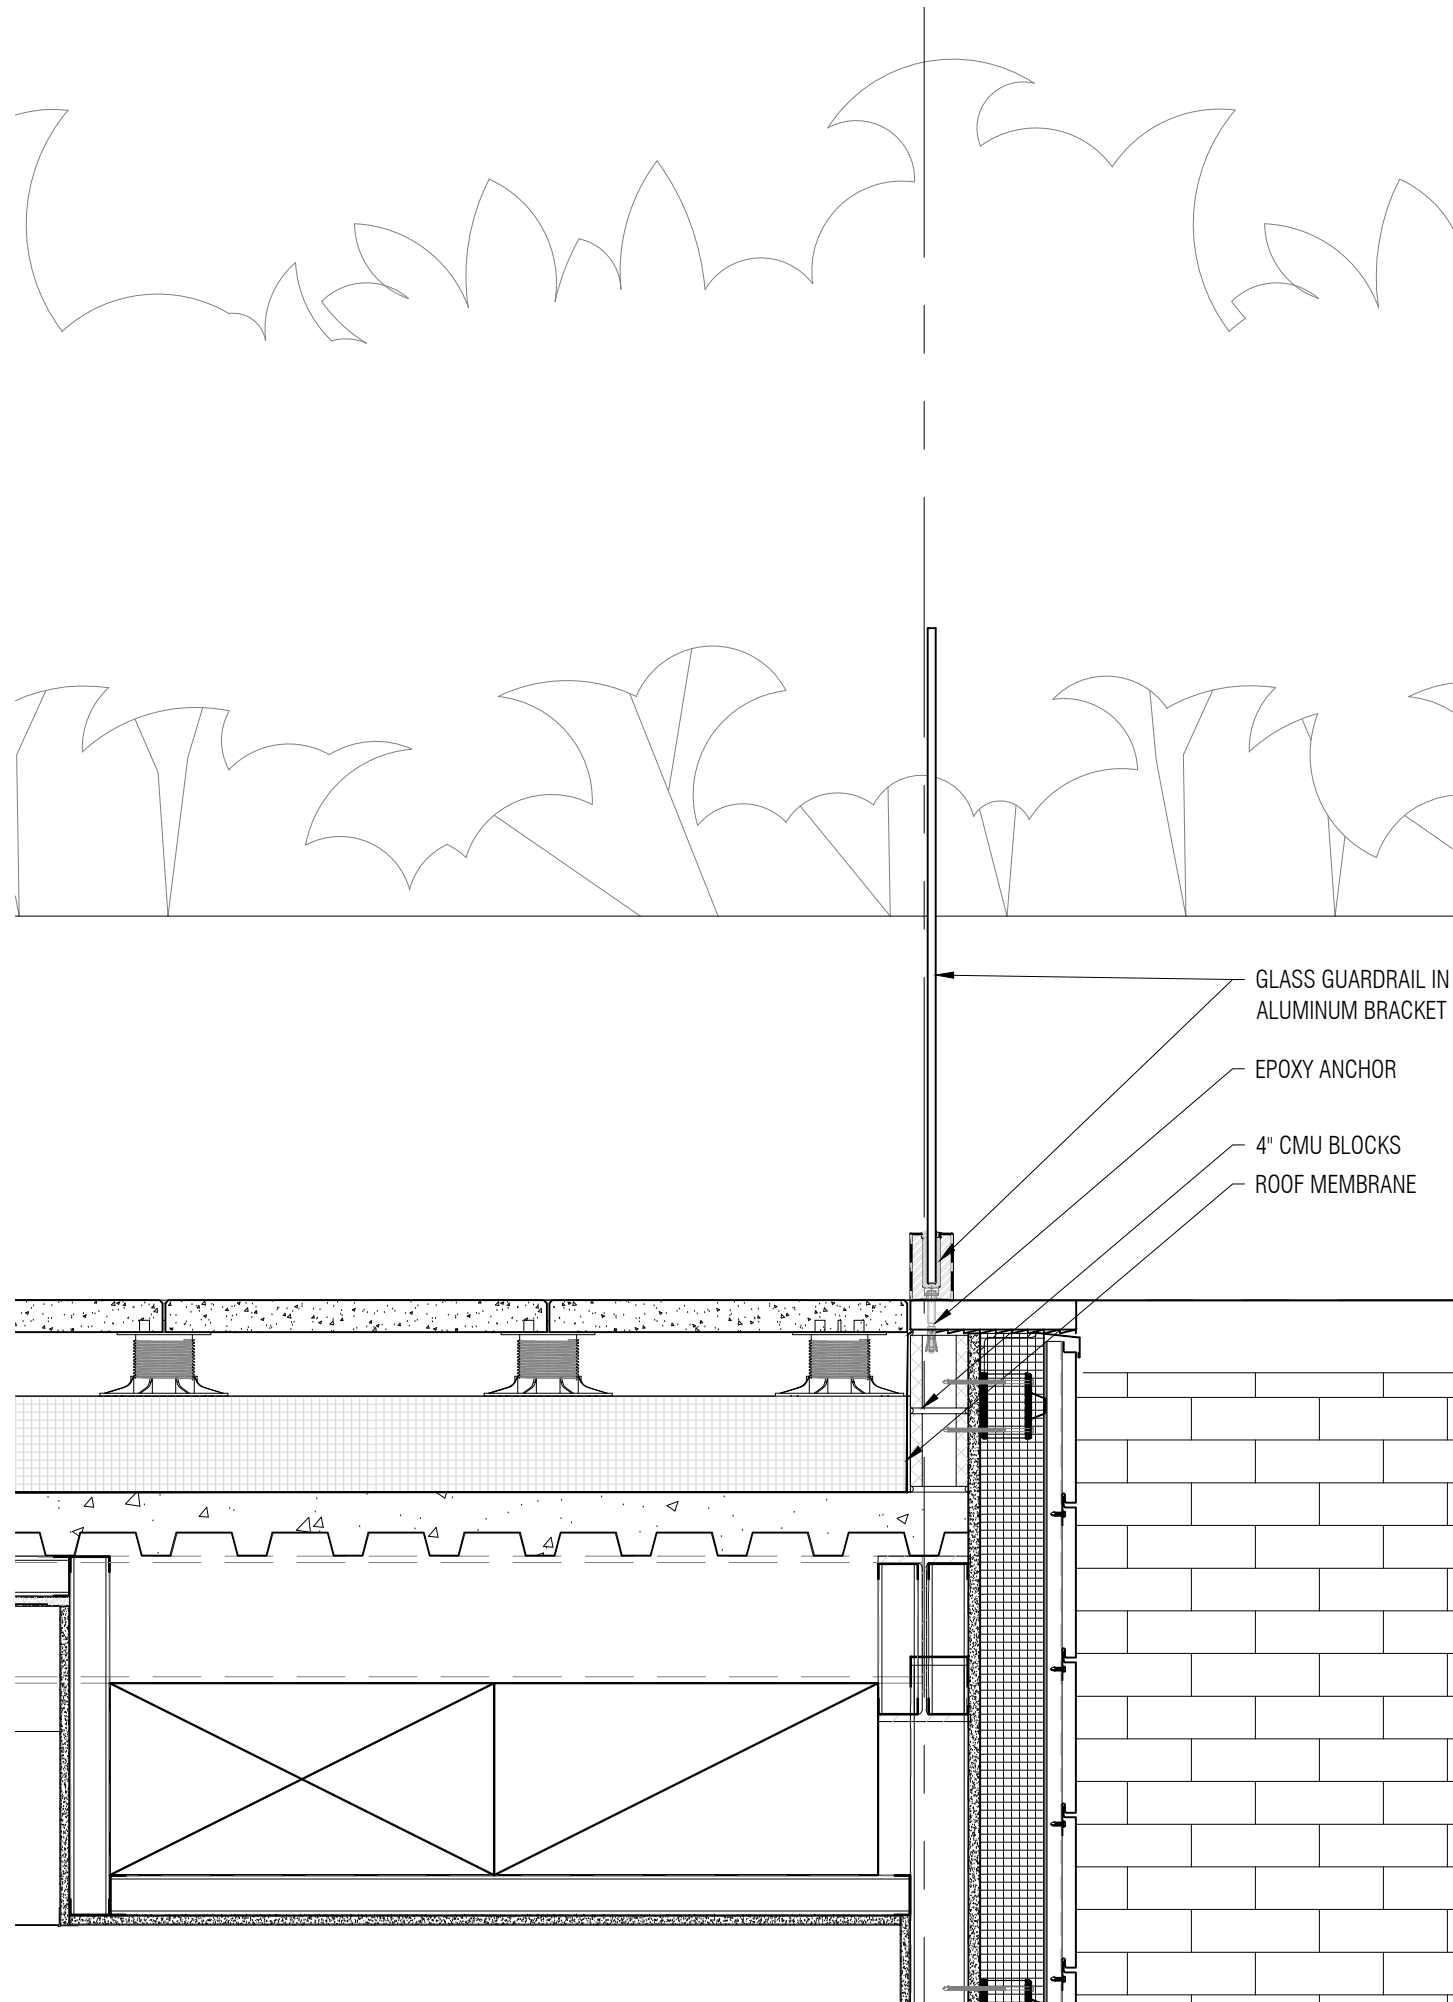 GLASS GUARDRAIL IN
ALUMINUM BRACKET
EPOXY ANCHOR
4" CMU BLOCKS
ROOF MEMBRANE